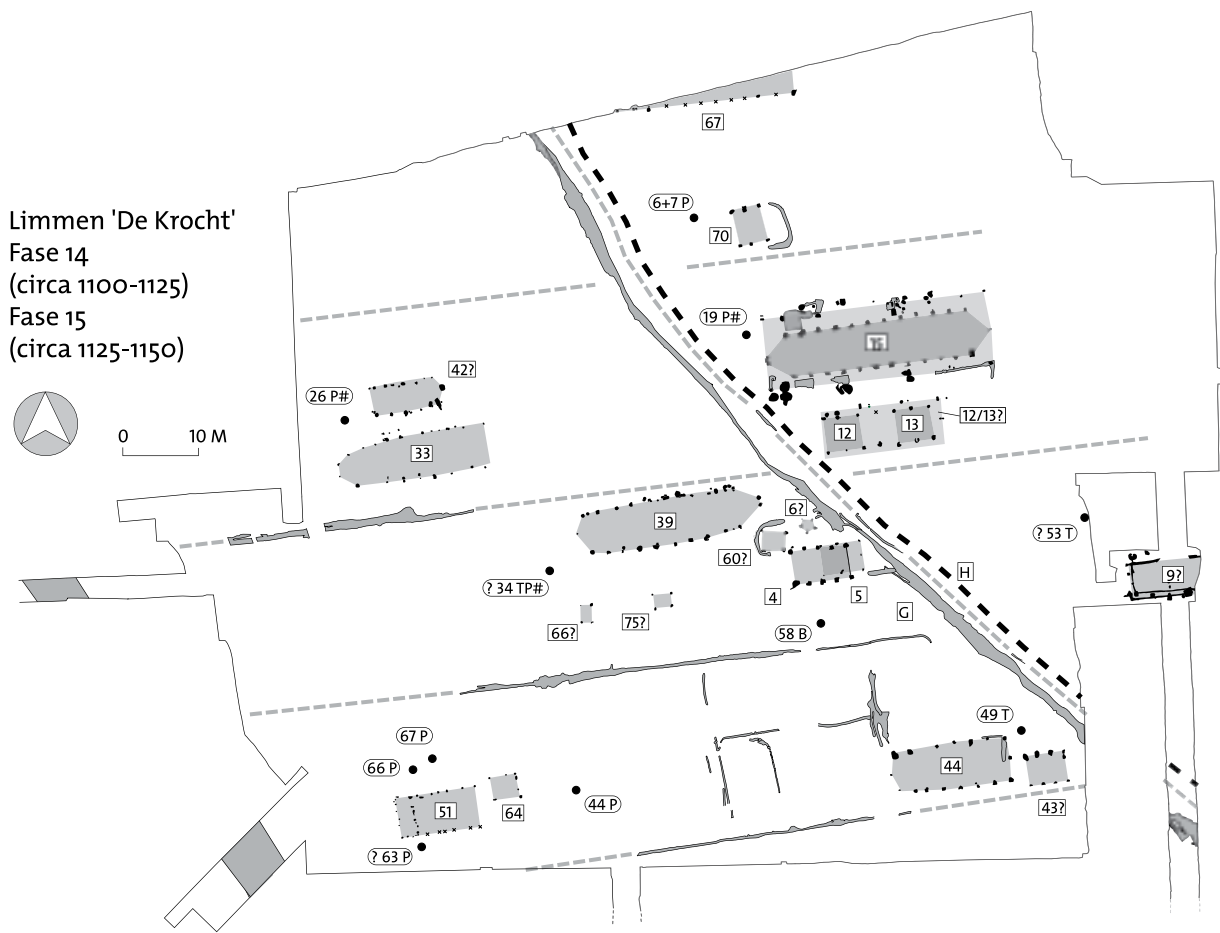 Limmen 'De Krocht'
Fase 14
(circa 1100-1125)
Fase 15
(circa 1125-1150)
0 10 M
67
6+7 P
70
19 P#
42?
26 P#
33
12
13
12/13?
39
6?
60?
? 53 T
9?
? 34 TP#
4
5
H
G
66?
75?
58 B
49 T
67 P
66 P
44
43?
51
64
44 P
? 63 P